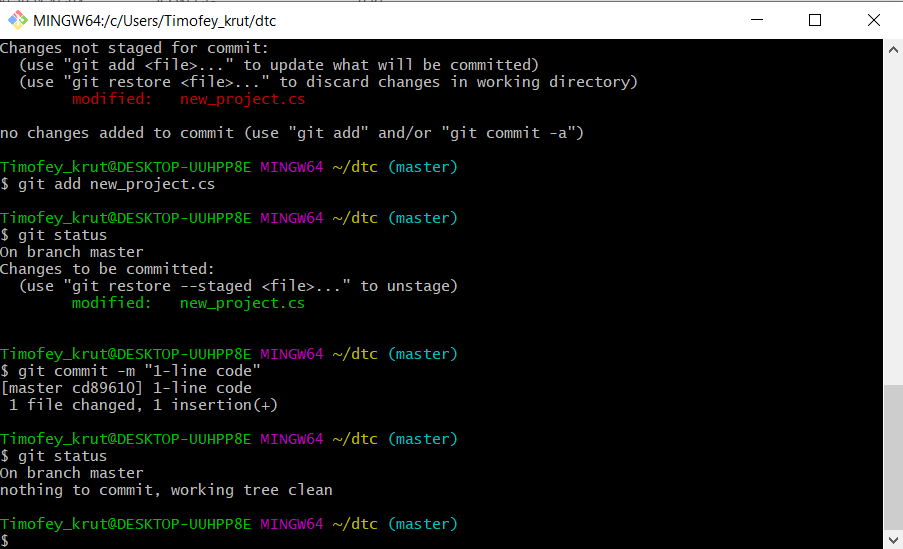 MINGW64:/c/Users/Timofey_krut/dtc
Changes not staged for commit:
  (use "git add <file>..." to update what will be committed)
  (use "git restore <file>..." to discard changes in working directory)
        modified:   new_project.cs

no changes added to commit (use "git add" and/or "git commit -a")

Timofey_krut@DESKTOP-UUHPP8E MINGW64 ~/dtc (master)
$ git add new_project.cs

Timofey_krut@DESKTOP-UUHPP8E MINGW64 ~/dtc (master)
$ git status
On branch master
Changes to be committed:
  (use "git restore --staged <file>..." to unstage)
        modified:   new_project.cs


Timofey_krut@DESKTOP-UUHPP8E MINGW64 ~/dtc (master)
$ git commit -m "1-line code"
[master cd89610] 1-line code
 1 file changed, 1 insertion(+)

Timofey_krut@DESKTOP-UUHPP8E MINGW64 ~/dtc (master)
$ git status
On branch master
nothing to commit, working tree clean

Timofey_krut@DESKTOP-UUHPP8E MINGW64 ~/dtc (master)
$